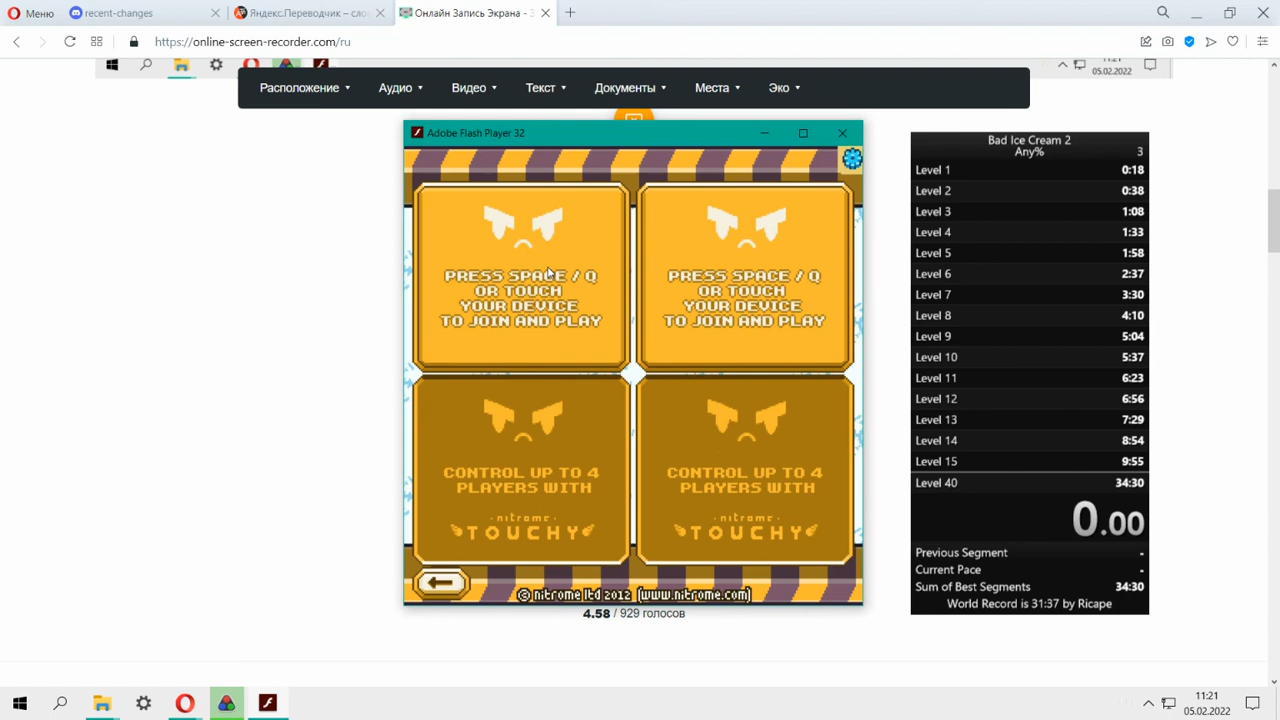 Меню
recent-changes
Яндекс.Переводчик – сло
Онлайн Запись Экрана - З
https://online-screen-recorder.com/ru
05.02.2022
Расположение
Аудио
Видео
Текст
Документы
Места
Эко
Adobe Flash Player 32
PRESS SPACE / Q
OR TOUCH
YOUR DEVICE
TO JOIN AND PLAY
PRESS SPACE / Q
OR TOUCH
YOUR DEVICE
TO JOIN AND PLAY
CONTROL UP TO 4
PLAYERS WITH
-nitrome-
TOUCHY
CONTROL UP TO 4
PLAYERS WITH
-nitrome-
TOUCHY
© nitrome ltd 2012 (www.nitrome.com)
4.58 / 929 голосов
Bad Ice Cream 2
Any% 3
Level 1 0:18
Level 2 0:38
Level 3 1:08
Level 4 1:33
Level 5 1:58
Level 6 2:37
Level 7 3:30
Level 8 4:10
Level 9 5:04
Level 10 5:37
Level 11 6:23
Level 12 6:56
Level 13 7:29
Level 14 8:54
Level 15 9:55
Level 40 34:30
0.00
Previous Segment -
Current Pace -
Sum of Best Segments 34:30
World Record is 31:37 by Ricape
11:21
05.02.2022